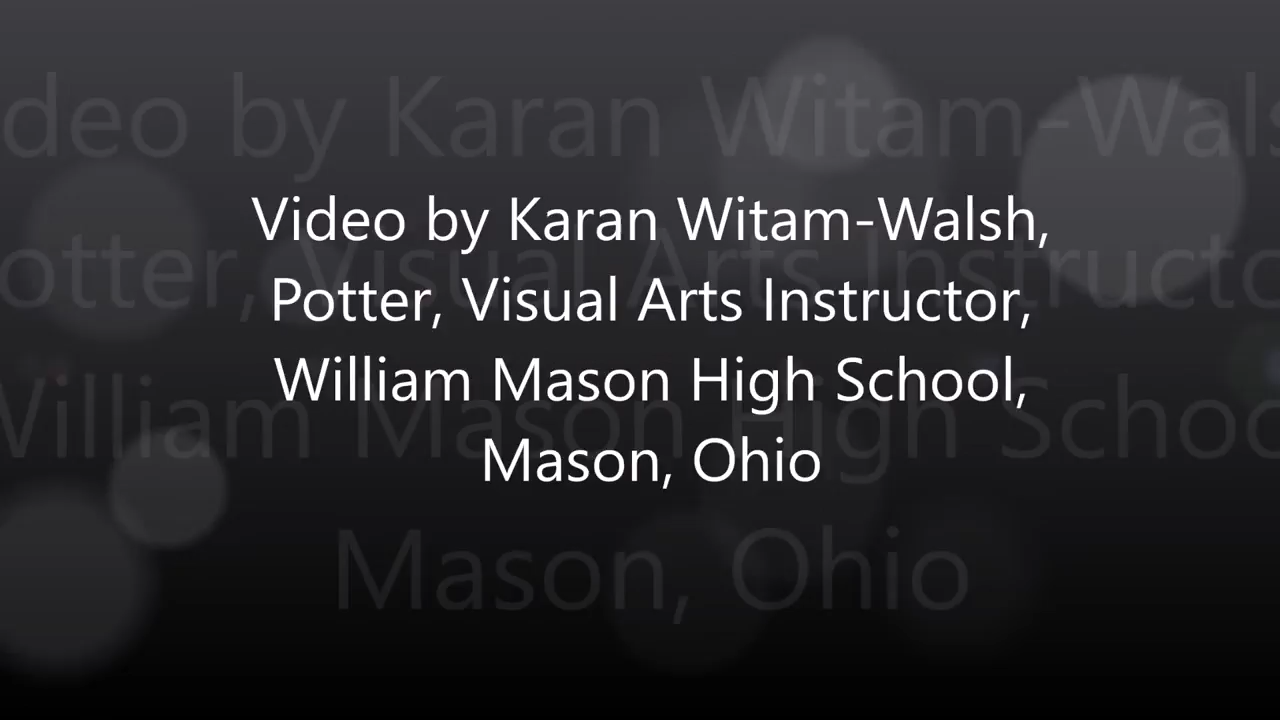 Video by Karan Witam-Walsh,
Potter, Visual Arts Instructor,
William Mason High School,
Mason, Ohio